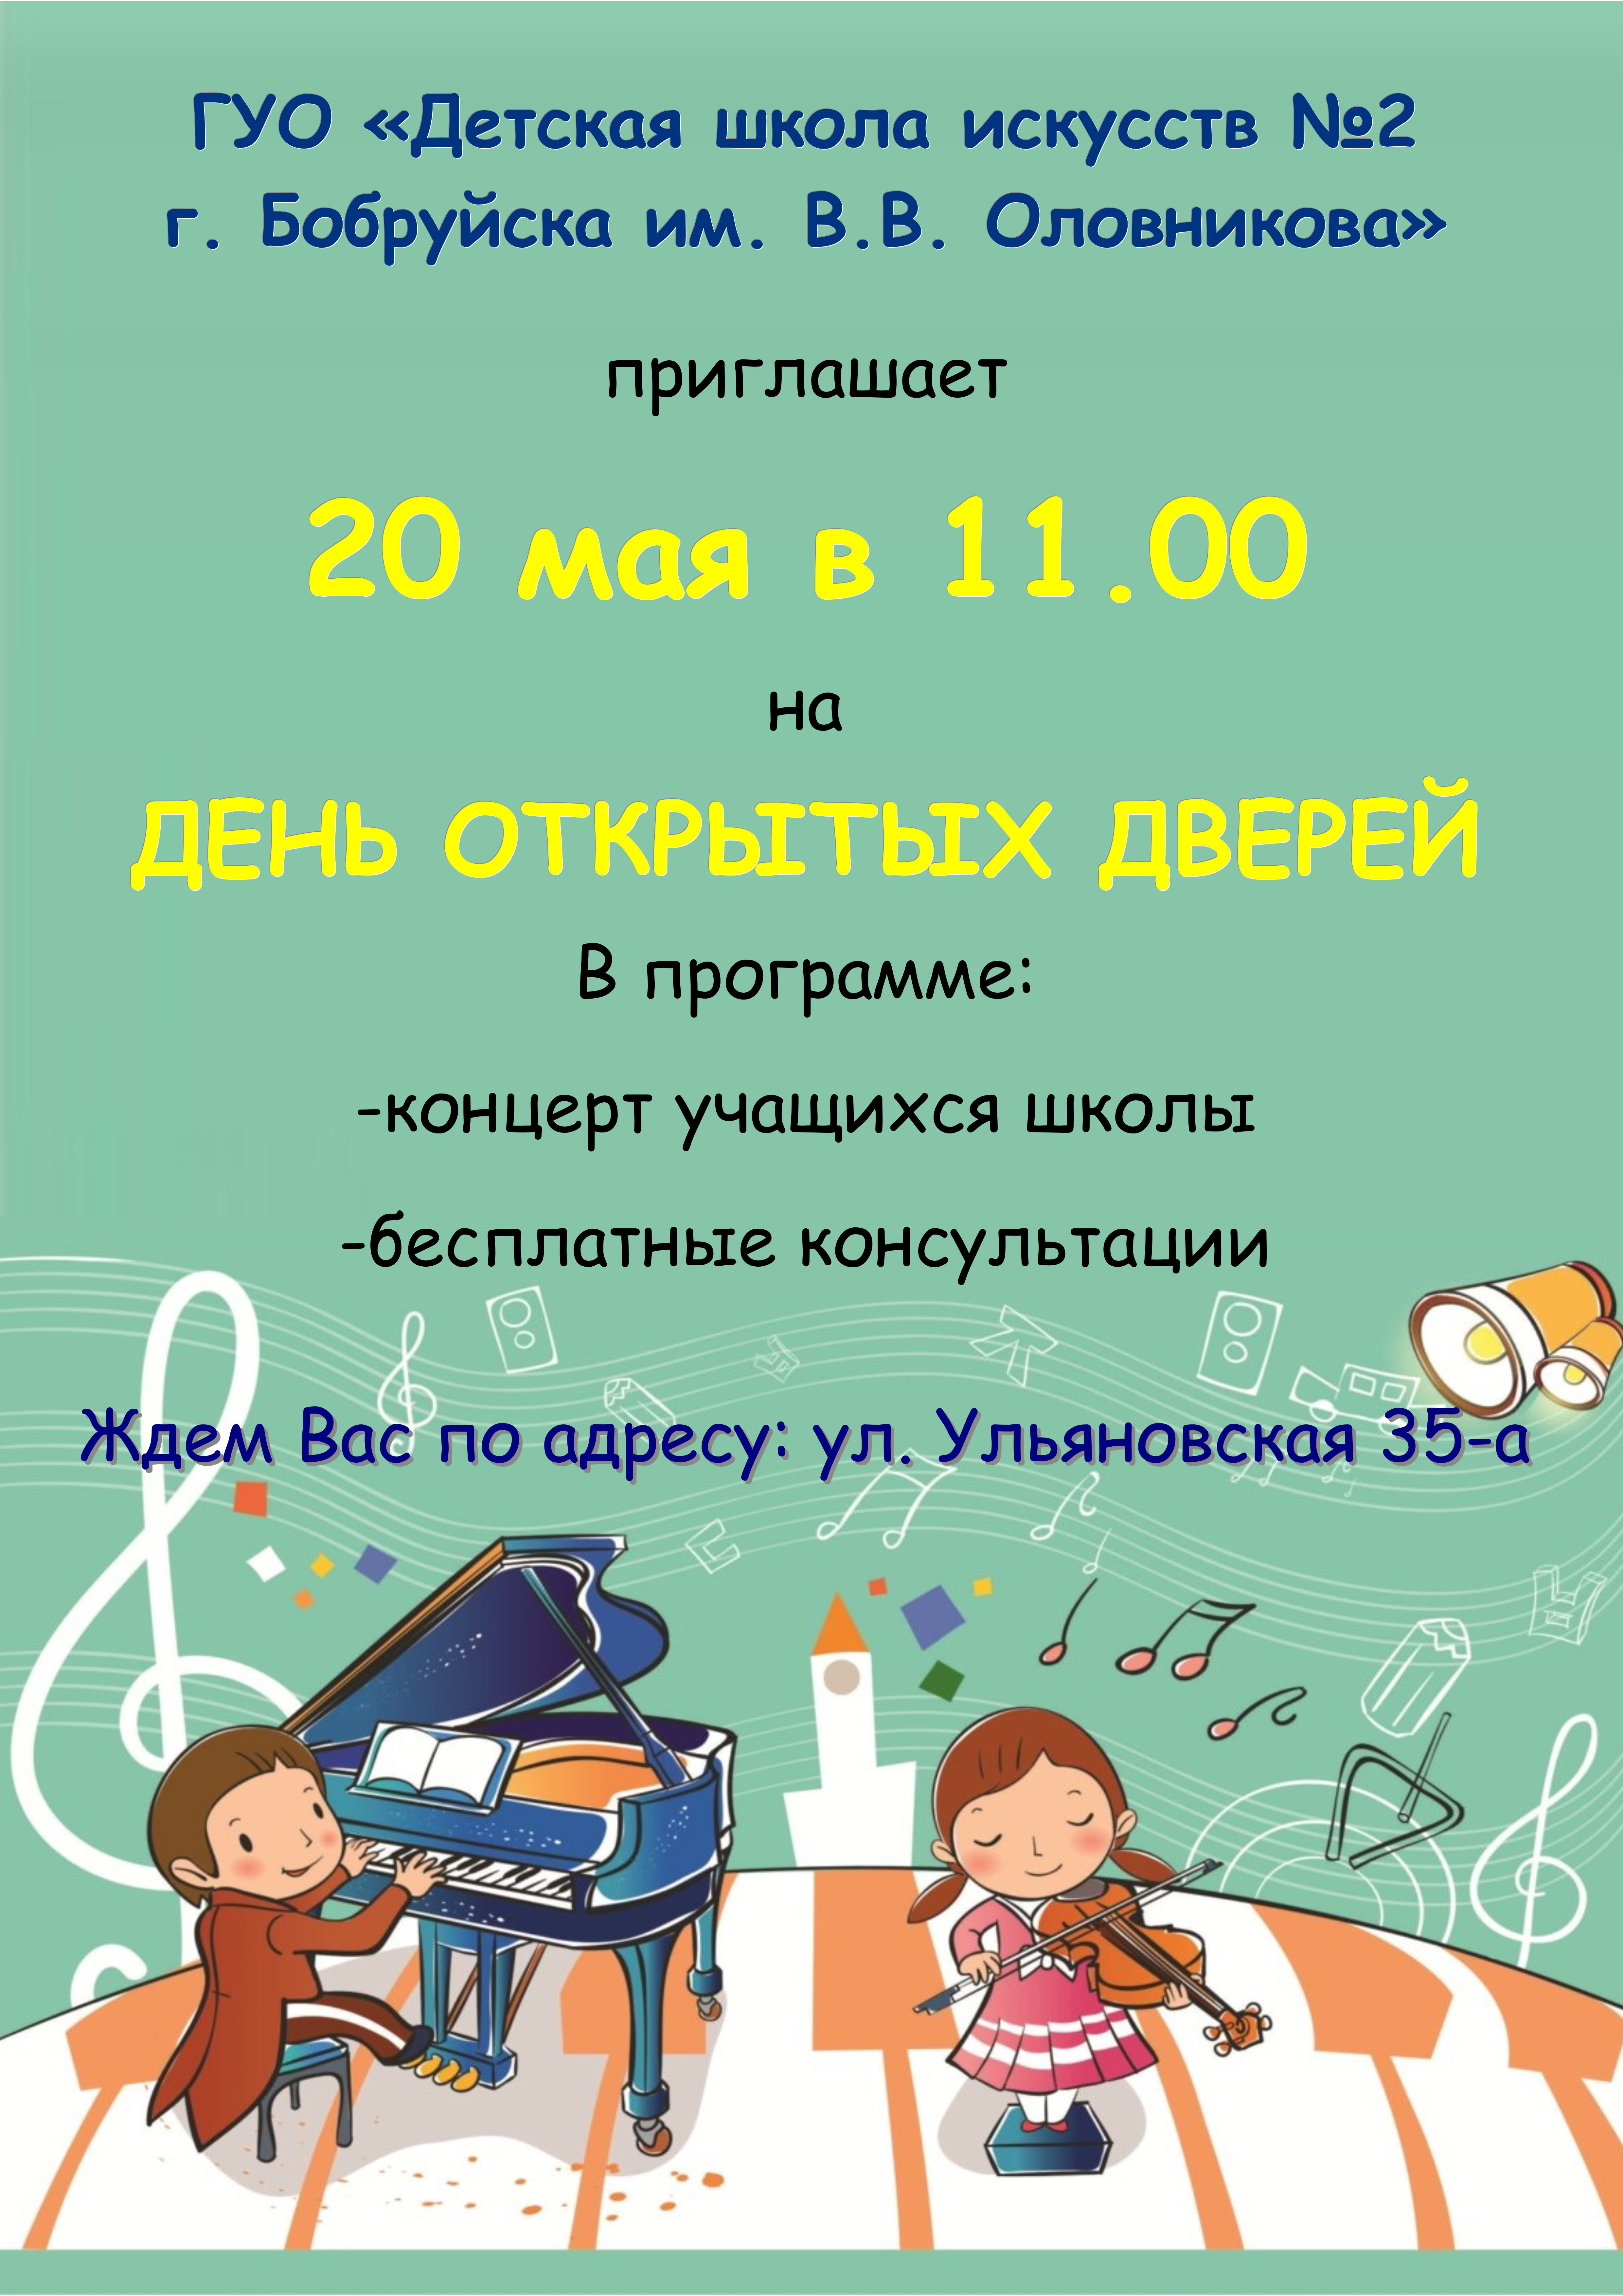 ГУО «Детская школа искусств №2
г. Бобруйска им. В.В. Оловникова»
приглашает
20 мая в 11.00
на
ДЕНЬ ОТКРЫТЫХ ДВЕРЕЙ
В программе:
-концерт учащихся школы
-бесплатные консультации
Ждем Вас по адресу: ул. Ульяновская 35-а